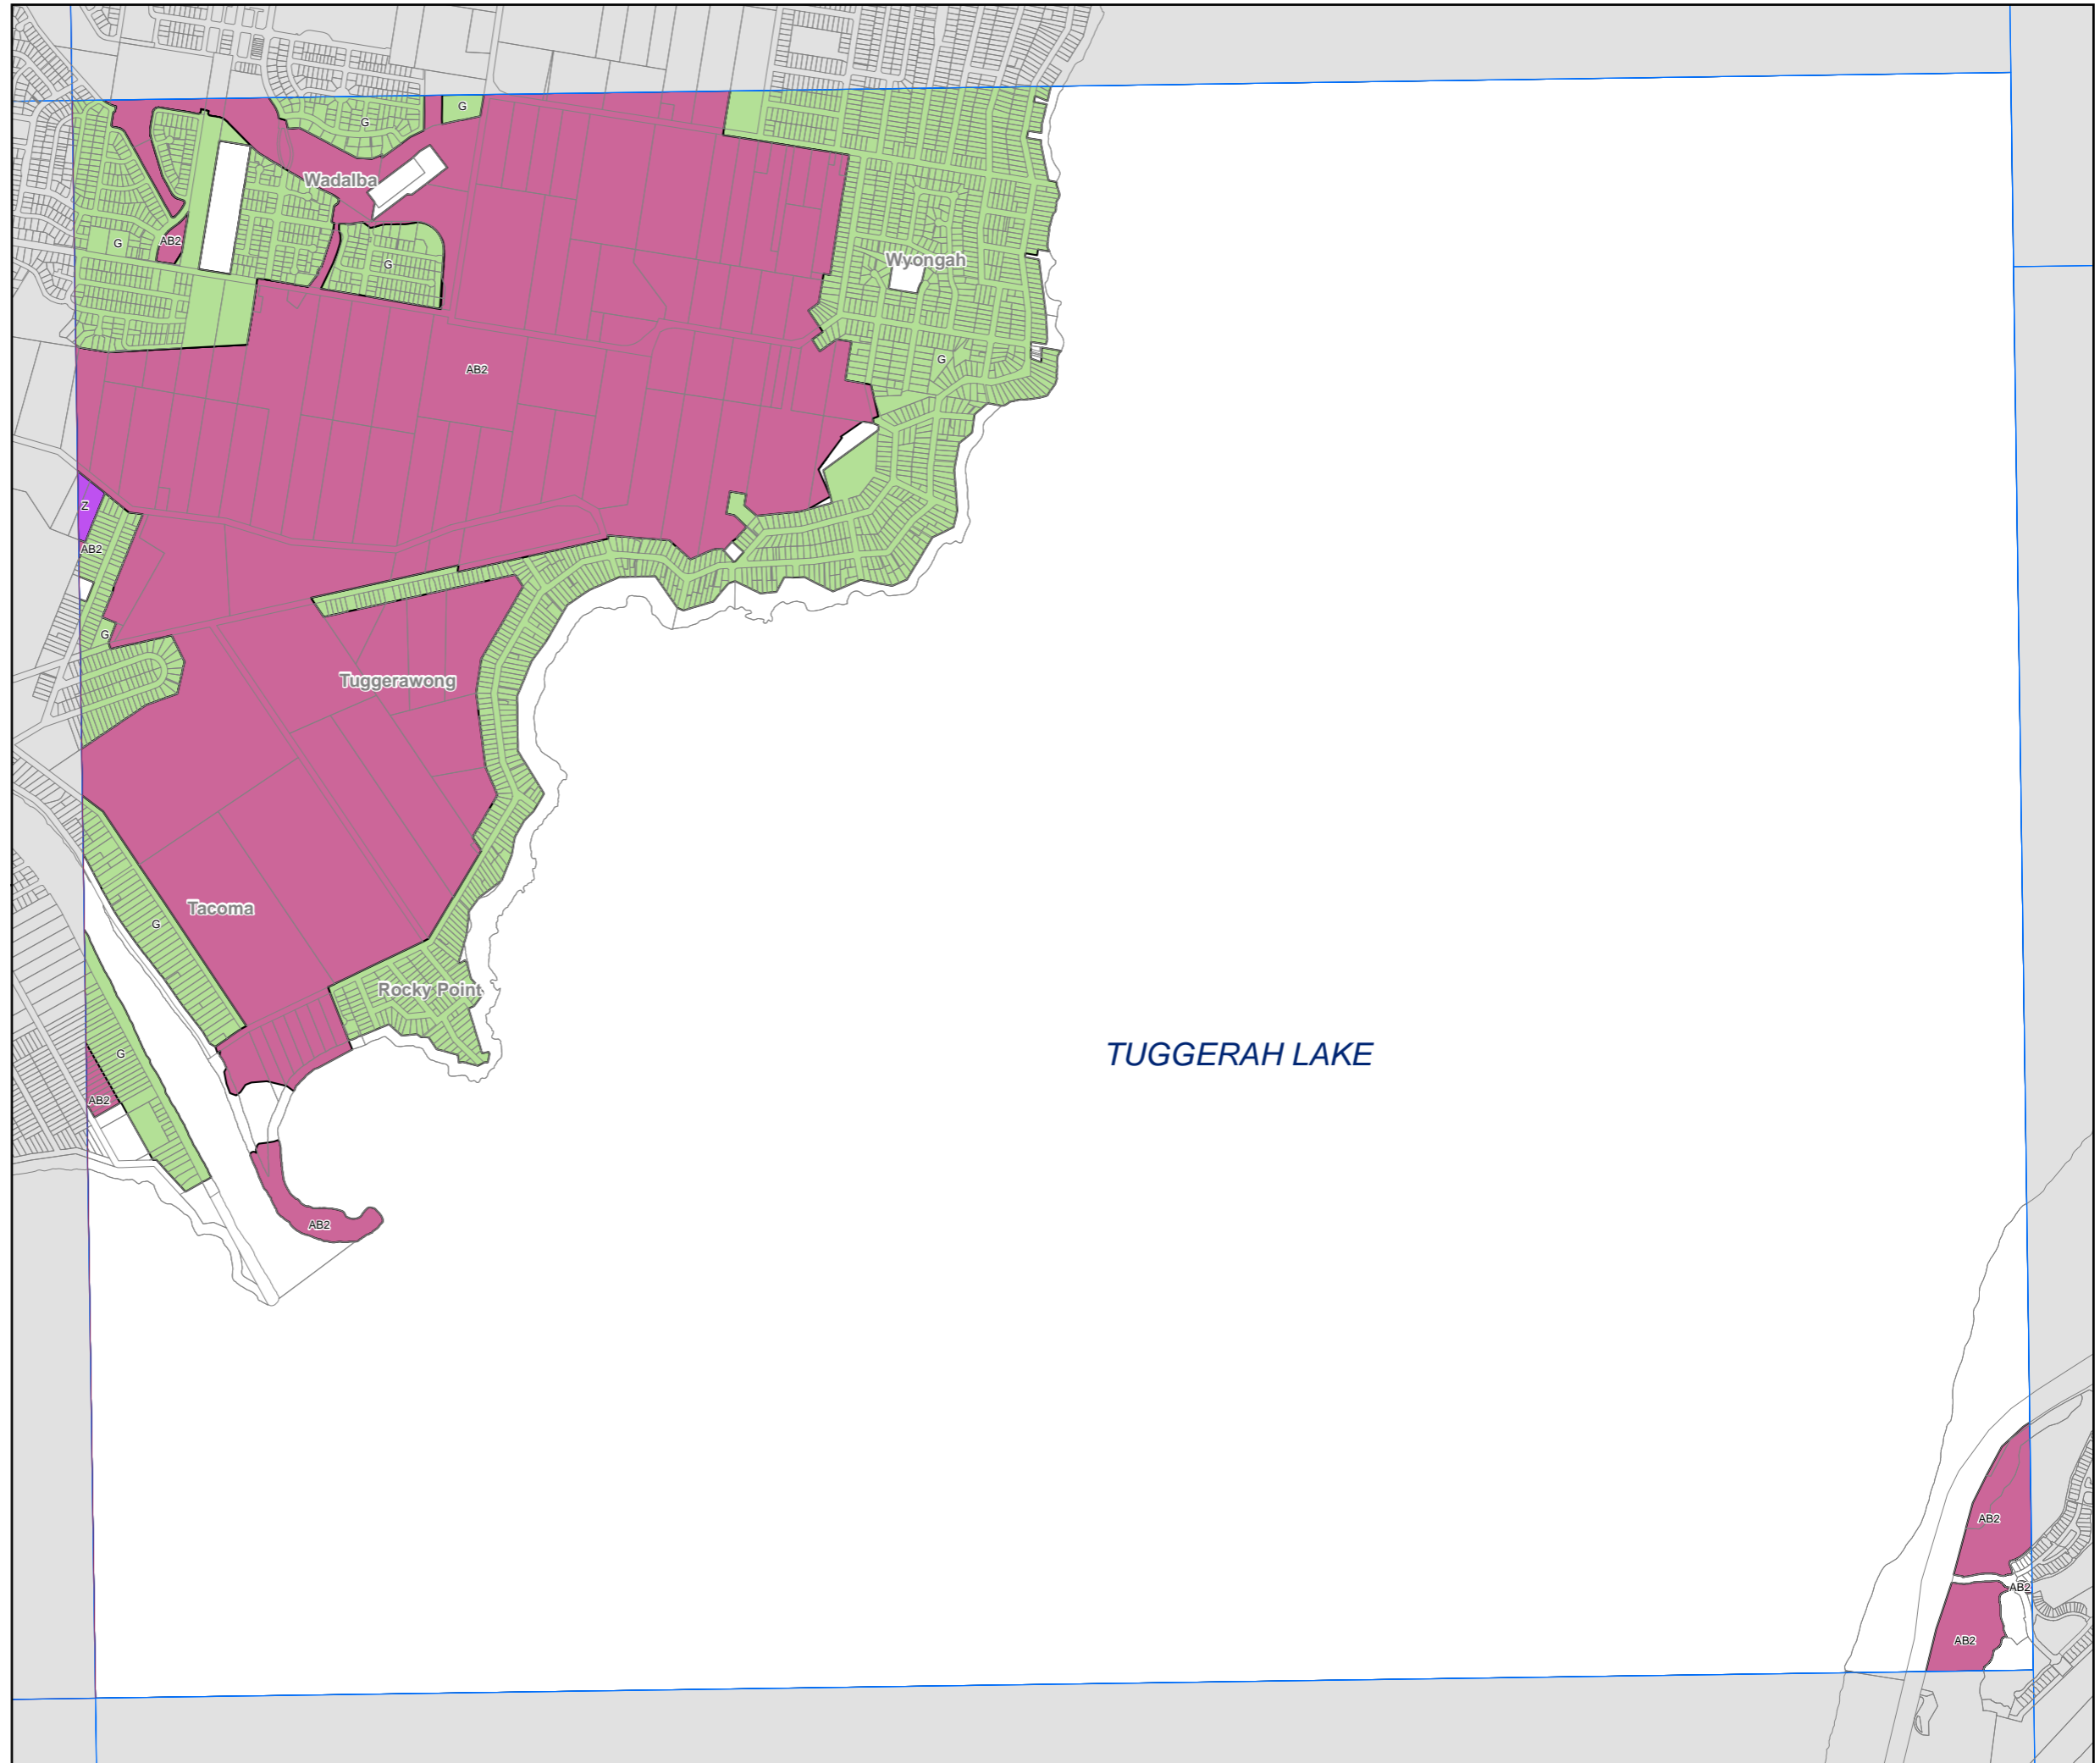 G
G
Wadalba
G
AB2
Wyongah
G
G
AB2
Z
AB2
G
Tuggerawong
Tacoma
G
Rocky Point
G
TUGGERAH LAKE
AB2
AB2
AB2
AB2
AB2